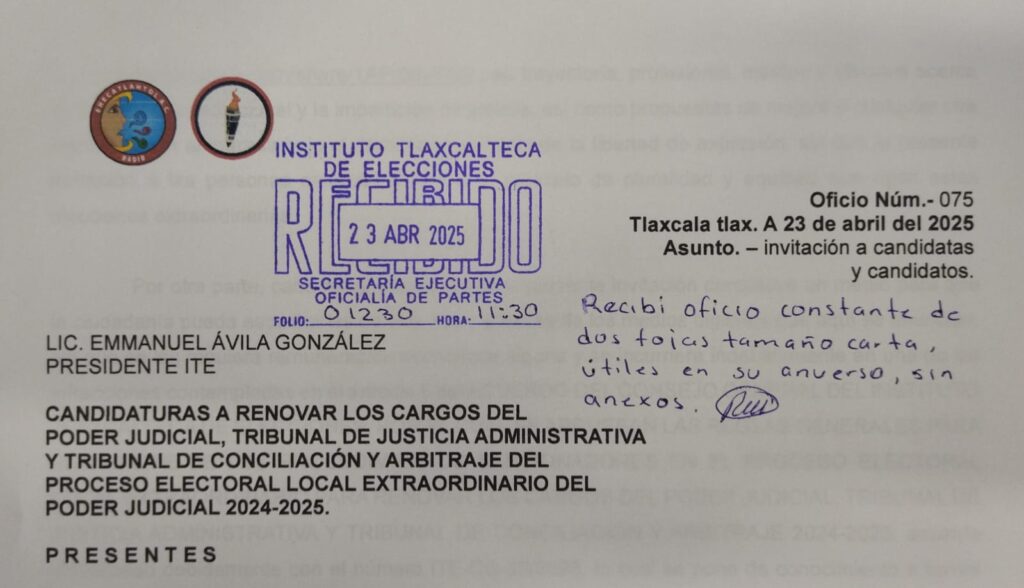 EHECATLANYOL A.C.
RADIO
INSTITUTO TLAXCALTECA
DE ELECCIONES
RECIBIDO
23 ABR 2025
SECRETARÍA EJECUTIVA
OFICIALÍA DE PARTES
FOLIO: 01230 HORA: 11:30
Oficio Núm.- 075
Tlaxcala tlax. A 23 de abril del 2025
Asunto. – invitación a candidatas
y candidatos.
Recibi oficio constante de
dos fojas tamaño carta,
útiles en su anverso, sin
anexos.
LIC. EMMANUEL ÁVILA GONZÁLEZ
PRESIDENTE ITE
CANDIDATURAS A RENOVAR LOS CARGOS DEL
PODER JUDICIAL, TRIBUNAL DE JUSTICIA ADMINISTRATIVA
Y TRIBUNAL DE CONCILIACIÓN Y ARBITRAJE DEL
PROCESO ELECTORAL LOCAL EXTRAORDINARIO DEL
PODER JUDICIAL 2024-2025.
P R E S E N T E S